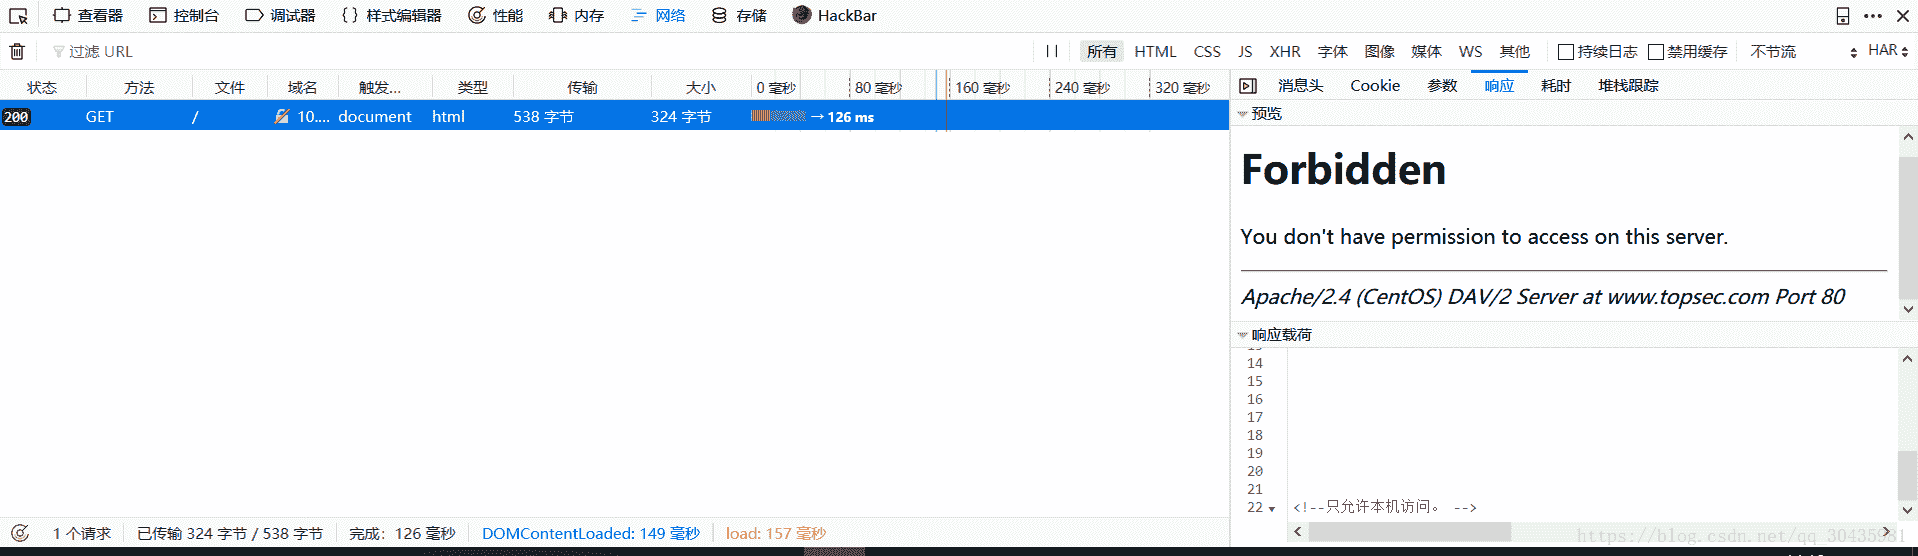 查看器 控制台 调试器 样式编辑器 性能 内存 网络 存储 HackBar
过滤 URL 所有 HTML CSS JS XHR 字体 图像 媒体 WS 其他 持续日志 禁用缓存 不节流 HAR
状态 方法 文件 域名 触发... 类型 传输 大小 0 毫秒 80 毫秒 160 毫秒 240 毫秒 320 毫秒
200 GET / 10.... document html 538 字节 324 字节 → 126 ms
消息头 Cookie 参数 响应 耗时 堆栈跟踪
预览
Forbidden
You don't have permission to access on this server.
Apache/2.4 (CentOS) DAV/2 Server at www.topsec.com Port 80
响应载荷
14
15
16
17
18
19
20
21
22 <!--只允许本机访问。 -->
1 个请求 已传输 324 字节 / 538 字节 完成: 126 毫秒 DOMContentLoaded: 149 毫秒 load: 157 毫秒
https://blog.csdn.net/qq_30435981